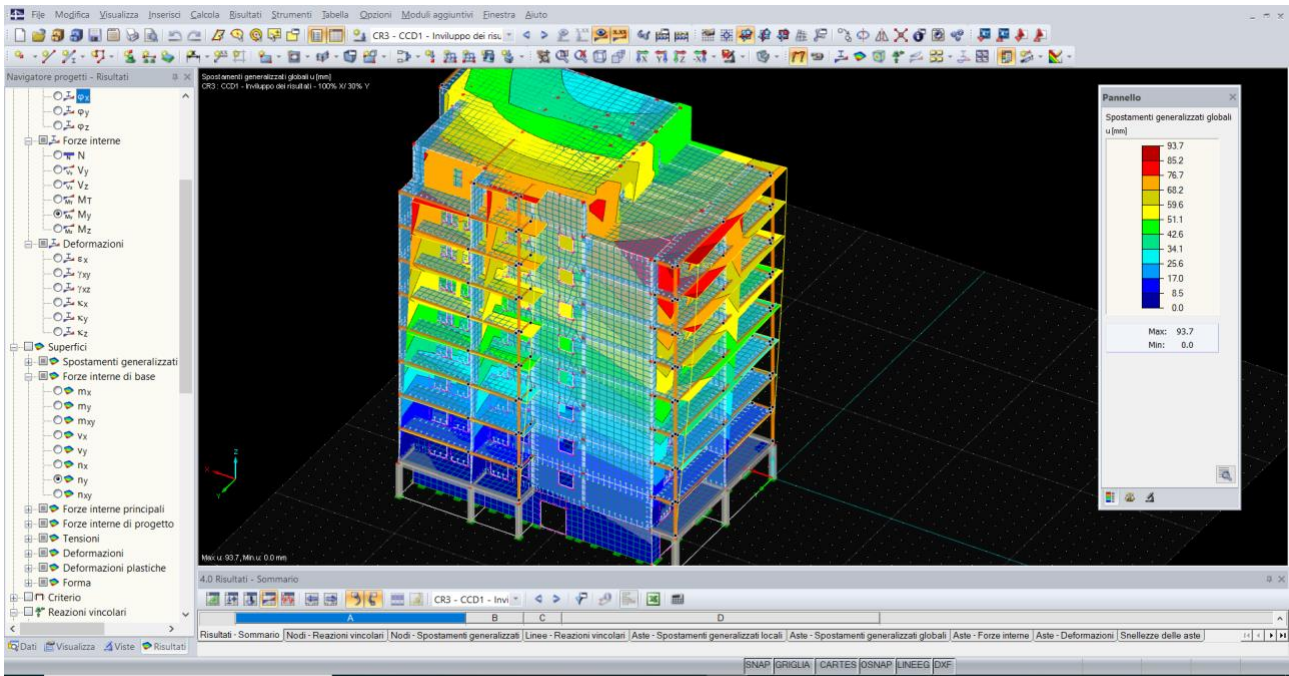 File Modifica Visualizza Inserisci Calcola Risultati Strumenti Tabella Opzioni Moduli aggiuntivi Finestra Aiuto
CR3 - CCD1 - Inviluppo dei risu
Navigatore progetti - Risultati
φx
φy
φz
Forze interne
N
Vy
Vz
MT
My
Mz
Deformazioni
εx
γxy
γxz
κx
κy
κz
Superfici
Spostamenti generalizzati
Forze interne di base
mx
my
mxy
vx
vy
nx
ny
nxy
Forze interne principali
Forze interne di progetto
Tensioni
Deformazioni
Deformazioni plastiche
Forma
Criterio
Reazioni vincolari
Dati Visualizza Viste Risultati
Spostamenti generalizzati globali u [mm]
CR3 : CCD1 - Inviluppo dei risultati - 100% X/ 30% Y
Z
X
Y
Max u: 93.7, Min u: 0.0 mm
Pannello
Spostamenti generalizzati globali
u [mm]
93.7
85.2
76.7
68.2
59.6
51.1
42.6
34.1
25.6
17.0
8.5
0.0
Max: 93.7
Min: 0.0
4.0 Risultati - Sommario
CR3 - CCD1 - Invi
A B C D
Risultati - Sommario Nodi - Reazioni vincolari Nodi - Spostamenti generalizzati Linee - Reazioni vincolari Aste - Spostamenti generalizzati locali Aste - Spostamenti generalizzati globali Aste - Forze interne Aste - Deformazioni Snellezze delle aste
SNAP GRIGLIA CARTES OSNAP LINEEG DXF